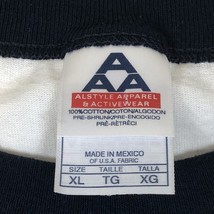 A
A A
ALSTYLE APPAREL
& ACTIVEWEAR
100%COTTON/COTON/ALGODON
PRE-SHRUNK/PRE-ENCOGIDO
PRÉ-RÉTRÉCI
MADE IN MEXICO
OF U.S.A. FABRIC
SIZE TAILLE TALLA
XL TG XG